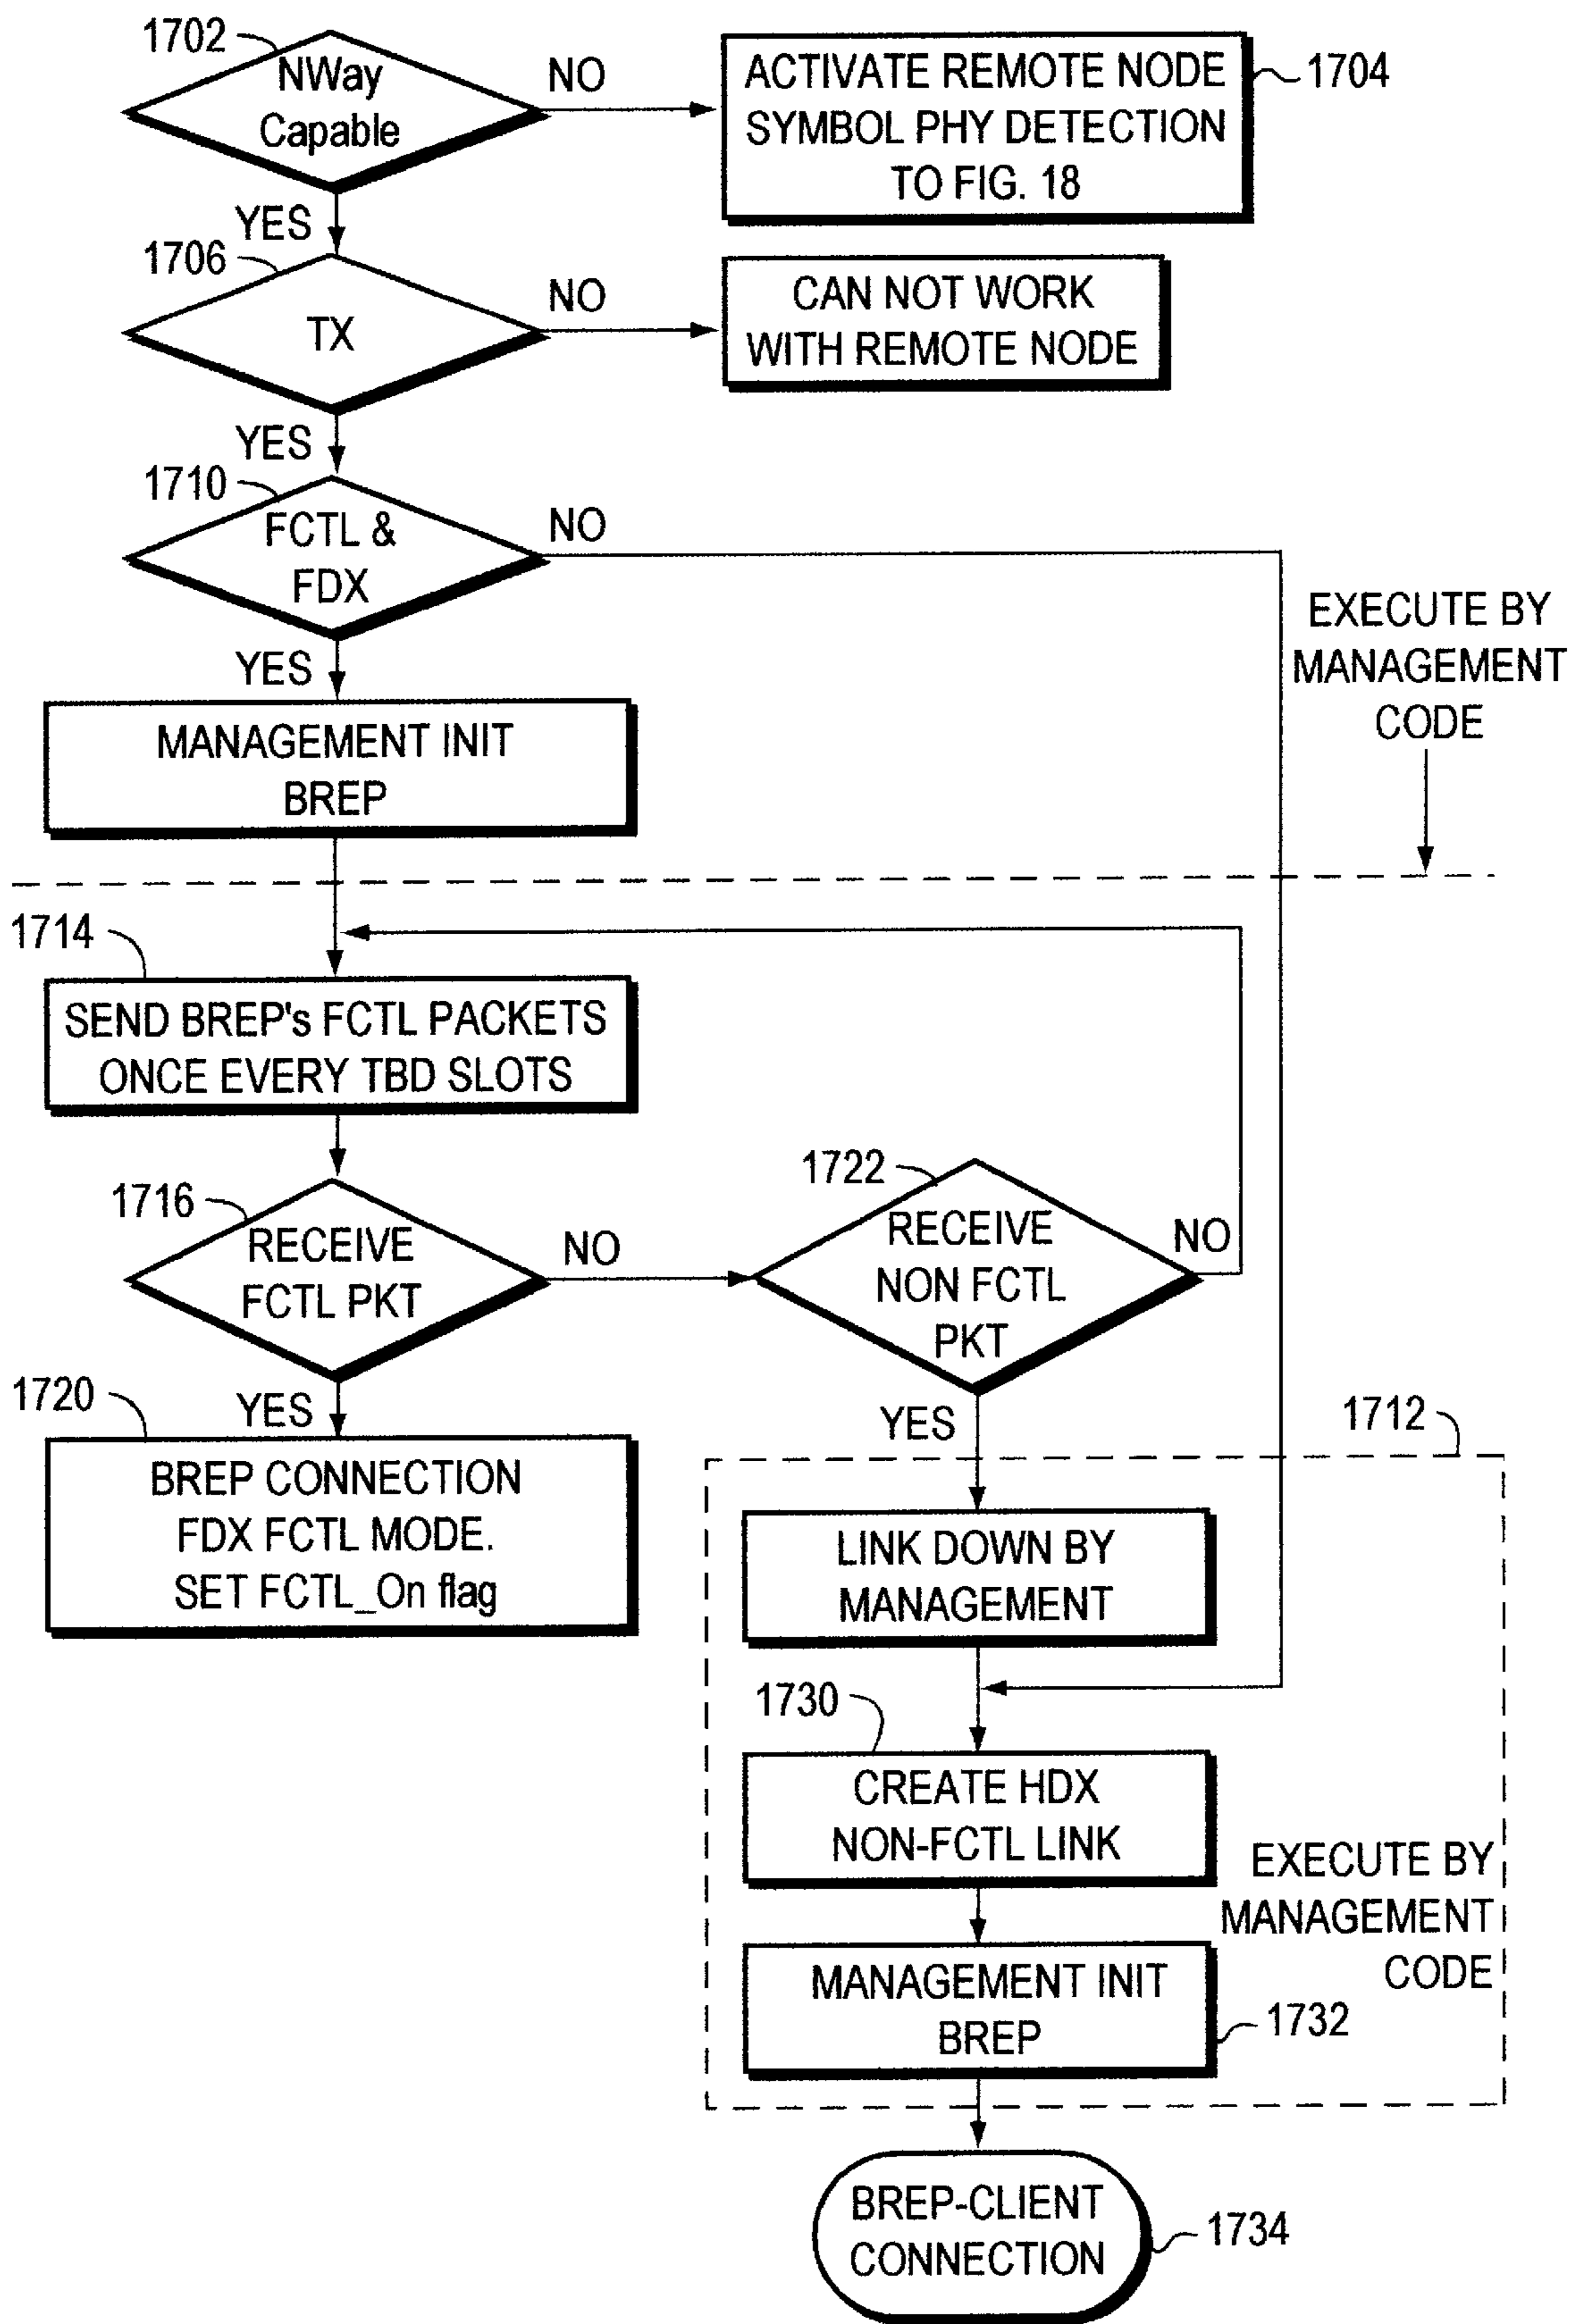 1702
NWay
Capable
NO
ACTIVATE REMOTE NODE
SYMBOL PHY DETECTION
TO FIG. 18
1704
YES
1706
TX
NO
CAN NOT WORK
WITH REMOTE NODE
YES
1710
FCTL &
FDX
NO
EXECUTE BY
MANAGEMENT
CODE
YES
MANAGEMENT INIT
BREP
1714
SEND BREP's FCTL PACKETS
ONCE EVERY TBD SLOTS
1716
RECEIVE
FCTL PKT
NO
1722
RECEIVE
NON FCTL
PKT
NO
YES
1720
BREP CONNECTION
FDX FCTL MODE.
SET FCTL_On flag
YES
1712
LINK DOWN BY
MANAGEMENT
1730
CREATE HDX
NON-FCTL LINK
EXECUTE BY
MANAGEMENT
CODE
MANAGEMENT INIT
BREP
1732
BREP-CLIENT
CONNECTION
1734